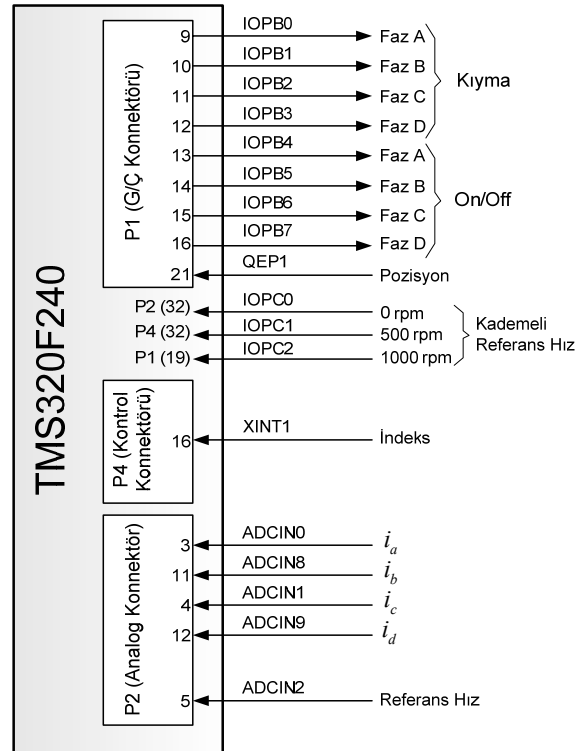 TMS320F240
P1 (G/Ç Konnektörü)
9 IOPB0 Faz A
10 IOPB1 Faz B
11 IOPB2 Faz C
12 IOPB3 Faz D
Kıyma
13 IOPB4 Faz A
14 IOPB5 Faz B
15 IOPB6 Faz C
16 IOPB7 Faz D
On/Off
21 QEP1 Pozisyon
P2 (32) IOPC0 0 rpm
P4 (32) IOPC1 500 rpm
P1 (19) IOPC2 1000 rpm
Kademeli
Referans Hız
P4 (Kontrol
Konnektörü)
16 XINT1 İndeks
P2 (Analog Konnektör)
3 ADCIN0 i_a
11 ADCIN8 i_b
4 ADCIN1 i_c
12 ADCIN9 i_d
5 ADCIN2 Referans Hız